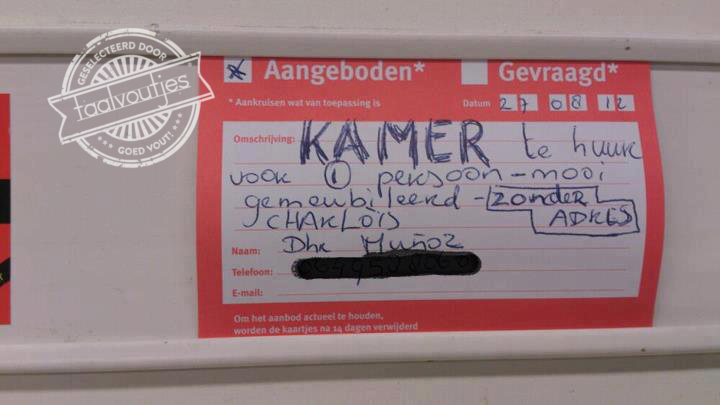 GESELECTEERD DOOR
taalvoutjes
GOED VOUT!
Aangeboden* Gevraagd*
* Aankruisen wat van toepassing is Datum 27 08 12
Omschrijving: KAMER te huur
voor 1 persoon - mooi
gemeubileerd - zonder
CHARLOIS ADRES
Naam: Dhr Muñoz
Telefoon:
E-mail:
Om het aanbod actueel te houden,
worden de kaartjes na 14 dagen verwijderd